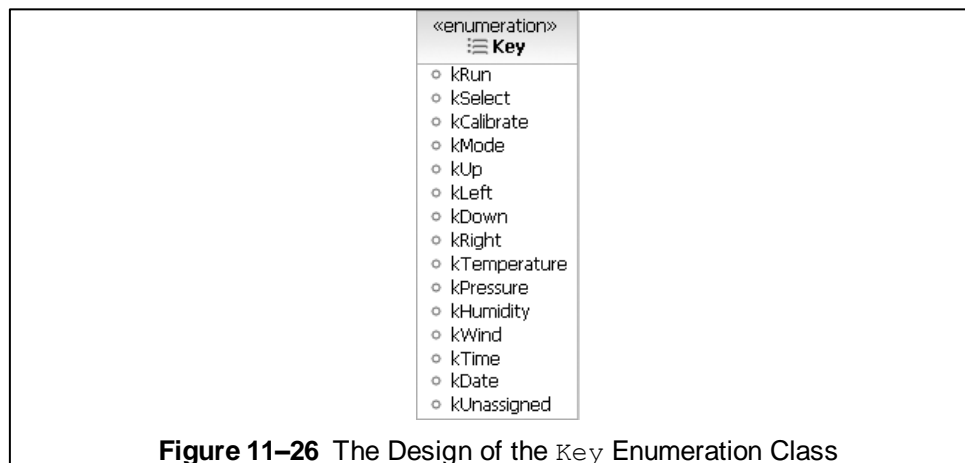 «enumeration»
Key
kRun
kSelect
kCalibrate
kMode
kUp
kLeft
kDown
kRight
kTemperature
kPressure
kHumidity
kWind
kTime
kDate
kUnassigned
Figure 11–26 The Design of the Key Enumeration Class